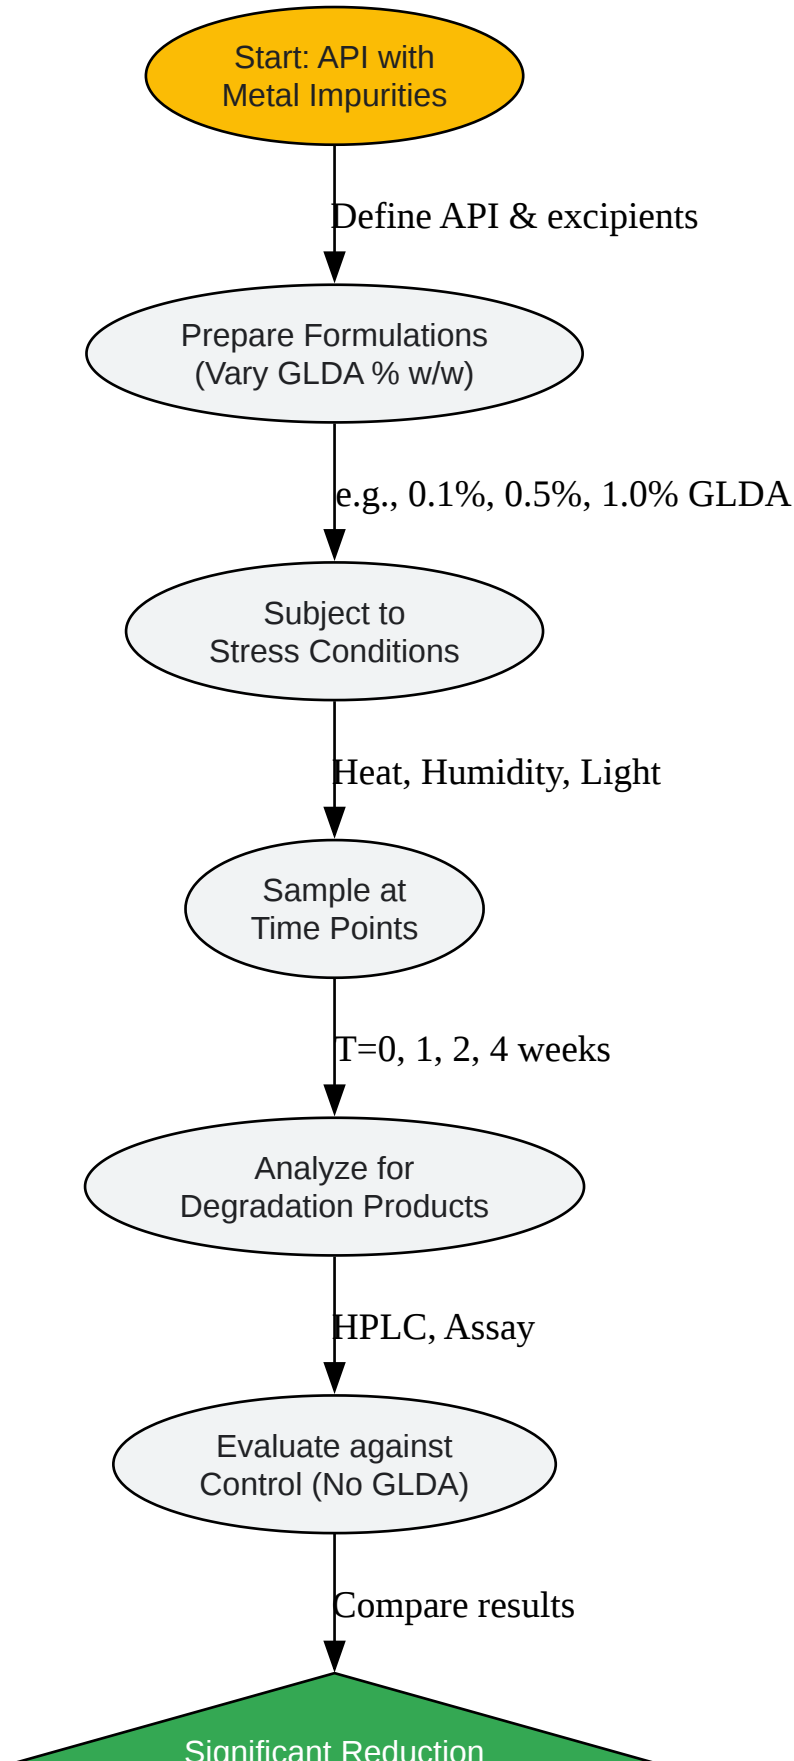 Start: API with
Metal Impurities
Define API & excipients
Prepare Formulations
(Vary GLDA % w/w)
e.g., 0.1%, 0.5%, 1.0% GLDA
Subject to
Stress Conditions
Heat, Humidity, Light
Sample at
Time Points
T=0, 1, 2, 4 weeks
Analyze for
Degradation Products
HPLC, Assay
Evaluate against
Control (No GLDA)
Compare results
Significant Reduction